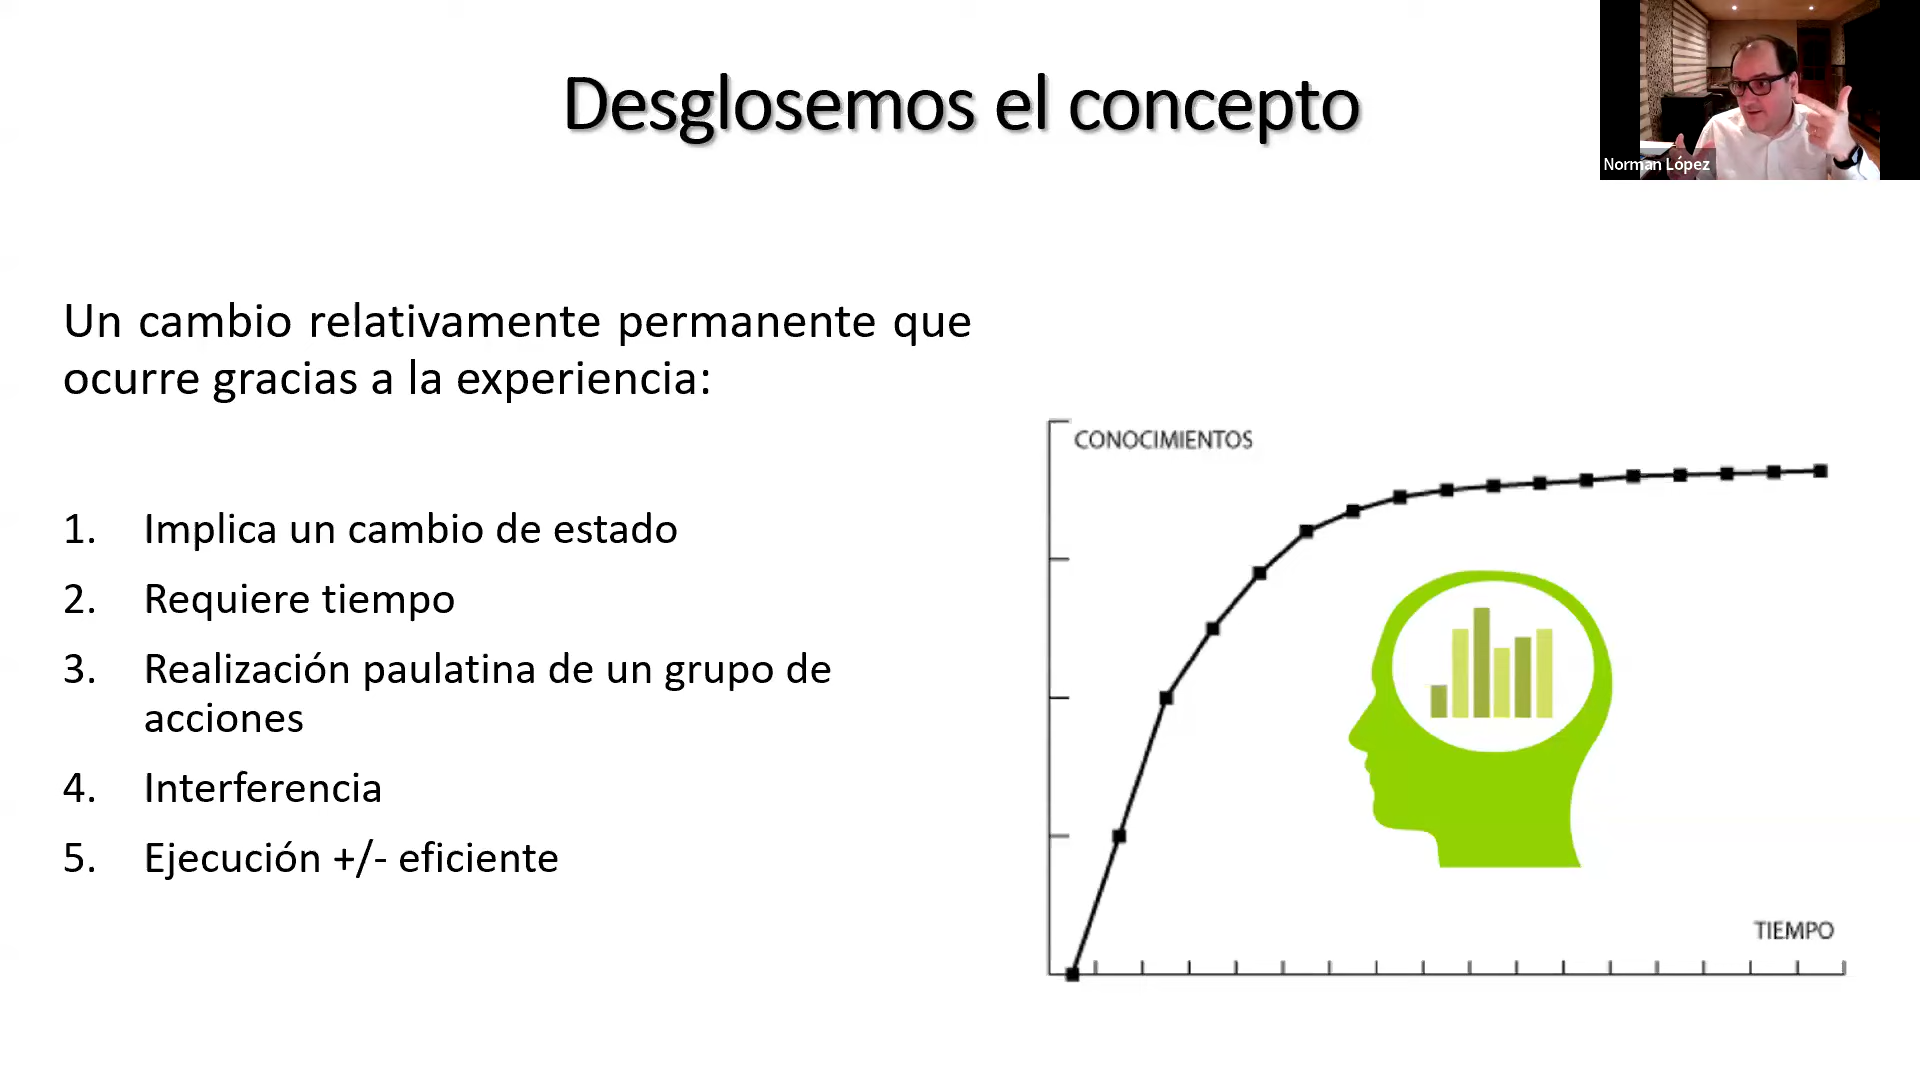 Desglosemos el concepto
Norman López
Un cambio relativamente permanente que
ocurre gracias a la experiencia:
1. Implica un cambio de estado
2. Requiere tiempo
3. Realización paulatina de un grupo de
acciones
4. Interferencia
5. Ejecución +/- eficiente
CONOCIMIENTOS
TIEMPO